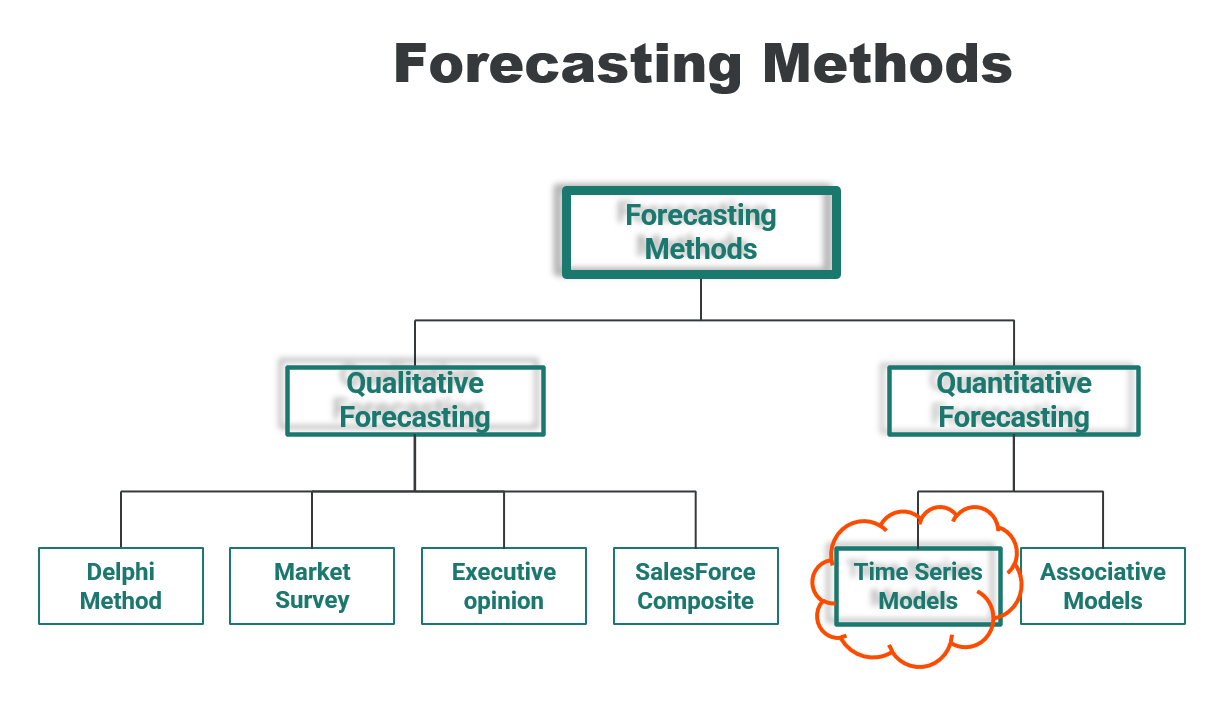 Forecasting Methods
Forecasting
Methods
Qualitative
Forecasting
Quantitative
Forecasting
Delphi
Method
Market
Survey
Executive
opinion
SalesForce
Composite
Time Series
Models
Associative
Models